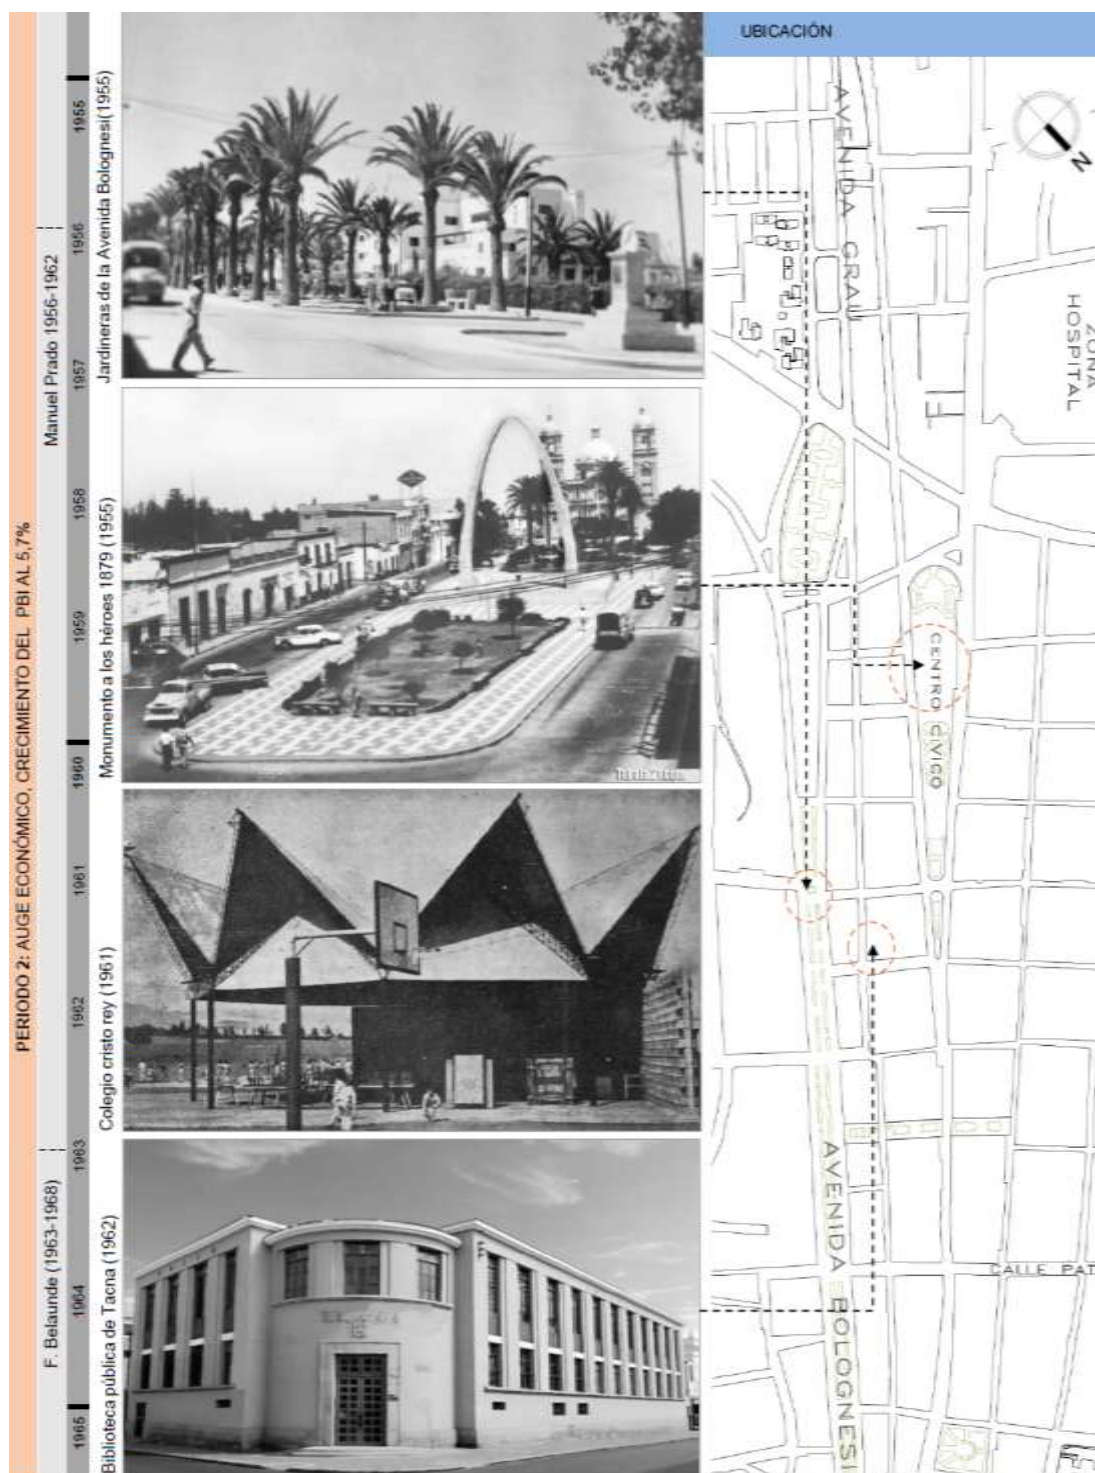 UBICACIÓN
PERIODO 2: AUGE ECONÓMICO, CRECIMIENTO DEL PBI AL 5,7%
Manuel Prado 1956-1962
F. Belaunde (1963-1968)
1955
1956
1957
1958
1959
1960
1961
1962
1963
1964
1965
Jardineras de la Avenida Bolognesi(1955)
Monumento a los héroes 1879 (1955)
Colegio cristo rey (1961)
Biblioteca pública de Tacna (1962)
AVENIDA GRAU
N
ZONA
HOSPITAL
CENTRO CIVICO
AVENIDA BOLOGNESI
CALLE PAT